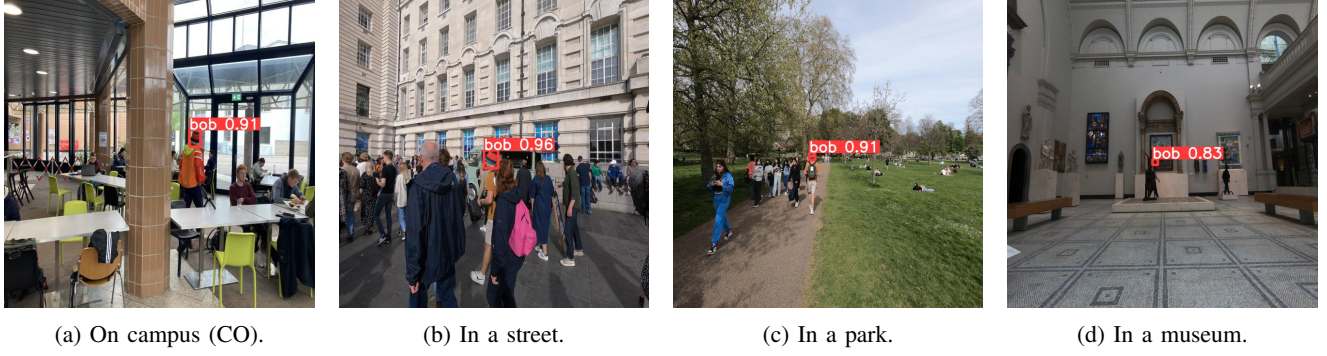 bob 0.91
bob 0.96
bob 0.91
bob 0.83
(a) On campus (CO).
(b) In a street.
(c) In a park.
(d) In a museum.